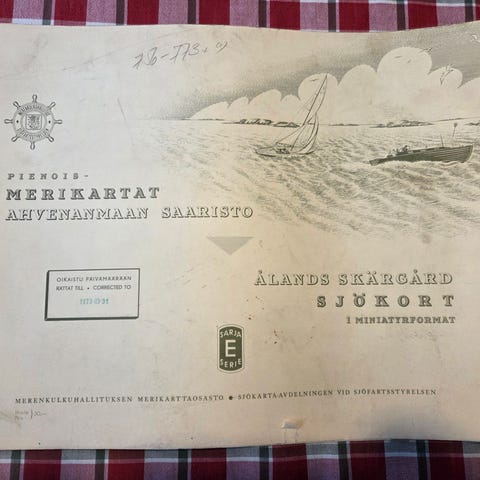 PIENOIS-
MERIKARTAT
AHVENANMAAN SAARISTO
OIKAISTU PÄIVÄMÄÄRÄÄN
RÄTTAT TILL • CORRECTED TO
ÅLANDS SKÄRGÅRD
SJÖKORT
I MINIATYRFORMAT
SARJA
E
SERIE
MERENKULKUHALLITUKSEN MERIKARTTAOSASTO ● SJÖKARTA-AVDELNINGEN VID SJÖFARTSSTYRELSEN